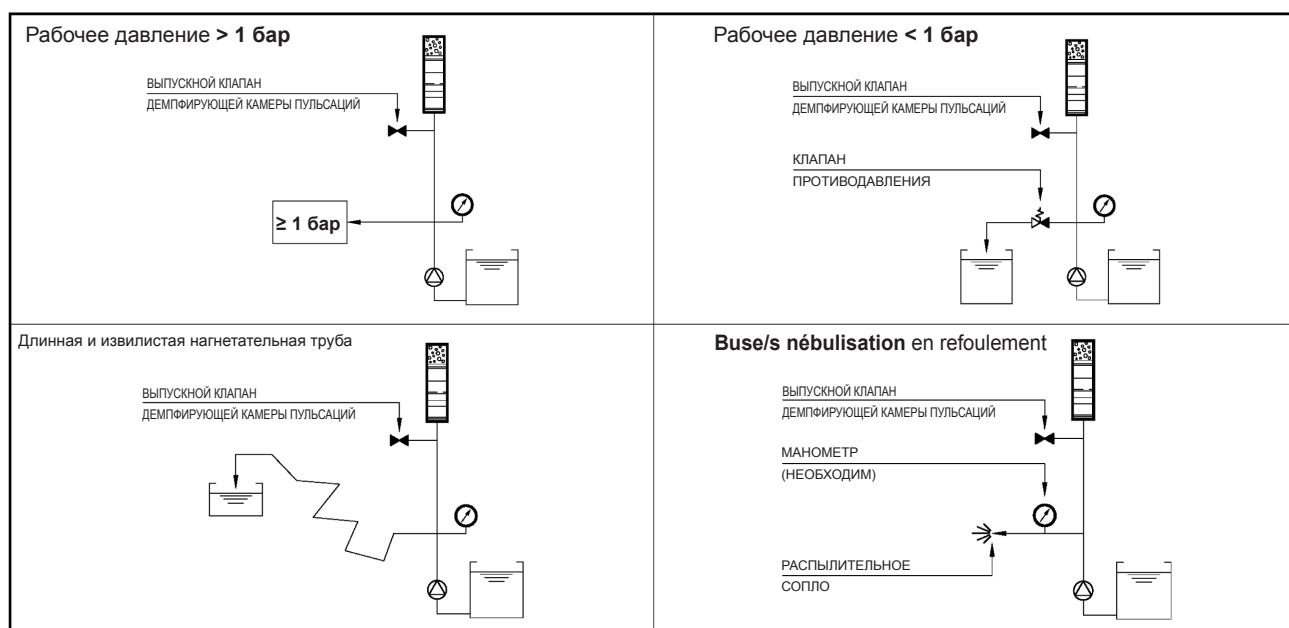 Рабочее давление > 1 бар
ВЫПУСКНОЙ КЛАПАН
ДЕМПФИРУЮЩЕЙ КАМЕРЫ ПУЛЬСАЦИЙ
≥ 1 бар
Рабочее давление < 1 бар
ВЫПУСКНОЙ КЛАПАН
ДЕМПФИРУЮЩЕЙ КАМЕРЫ ПУЛЬСАЦИЙ
КЛАПАН
ПРОТИВОДАВЛЕНИЯ
Длинная и извилистая нагнетательная труба
ВЫПУСКНОЙ КЛАПАН
ДЕМПФИРУЮЩЕЙ КАМЕРЫ ПУЛЬСАЦИЙ
Buse/s nébulisation en refoulement
ВЫПУСКНОЙ КЛАПАН
ДЕМПФИРУЮЩЕЙ КАМЕРЫ ПУЛЬСАЦИЙ
МАНОМЕТР
(НЕОБХОДИМ)
РАСПЫЛИТЕЛЬНОЕ
СОПЛО